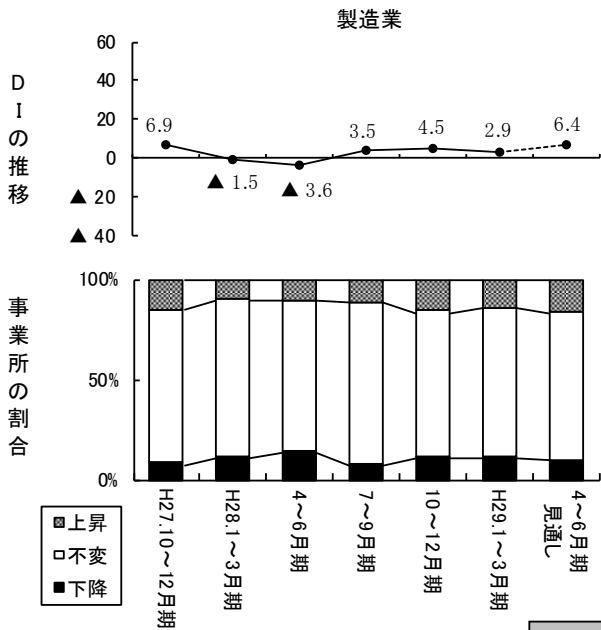 製造業
DIの推移
60
40
20
0
▲ 20
▲ 40
6.9
▲ 1.5
▲ 3.6
3.5
4.5
2.9
6.4
事業所の割合
100%
50%
0%
H27.10~12月期
H28.1~3月期
4~6月期
7~9月期
10~12月期
H29.1~3月期
4~6月期
見通し
上昇
不変
下降